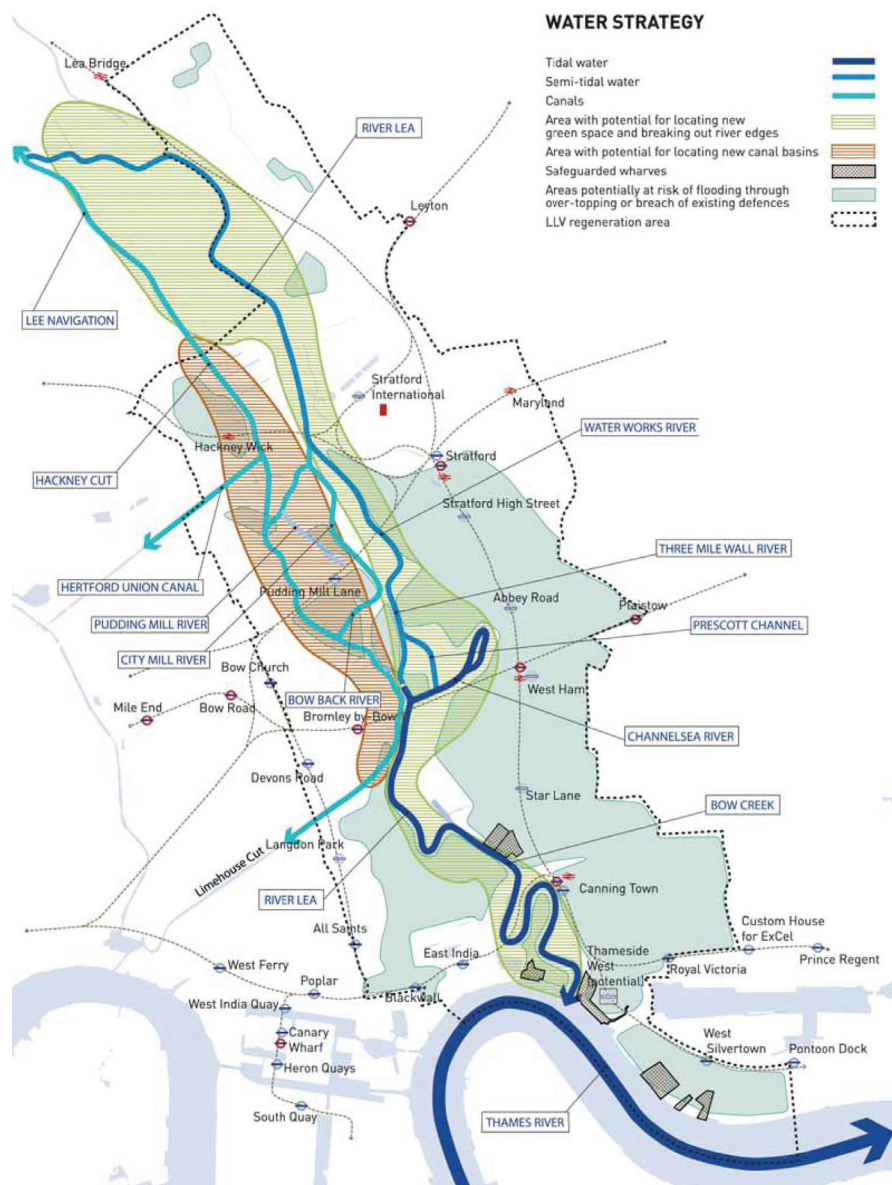 WATER STRATEGY
Tidal water
Semi-tidal water
Canals
Area with potential for locating new
green space and breaking out river edges
Area with potential for locating new canal basins
Safeguarded wharves
Areas potentially at risk of flooding through
over-topping or breach of existing defences
LLV regeneration area
Lea Bridge
RIVER LEA
Leyton
LEE NAVIGATION
Stratford
International
Maryland
Hackney Wick
WATER WORKS RIVER
Stratford
HACKNEY CUT
Stratford High Street
THREE MILE WALL RIVER
HERTFORD UNION CANAL
Pudding Mill Lane
Abbey Road
Plaistow
PUDDING MILL RIVER
PRESCOTT CHANNEL
CITY MILL RIVER
Bow Church
West Ham
BOW BACK RIVER
Mile End
Bow Road
Bromley by-Bow
CHANNELSEA RIVER
Devons Road
Star Lane
BOW CREEK
Langdon Park
Limehouse Cut
RIVER LEA
Canning Town
All Saints
Custom House
for ExCel
East India
Thameside
West
(potential)
Prince Regent
West Ferry
Royal Victoria
Poplar
Blackwall
West India Quay
Canary
Wharf
West
Silvertown
Pontoon Dock
Heron Quays
South Quay
THAMES RIVER